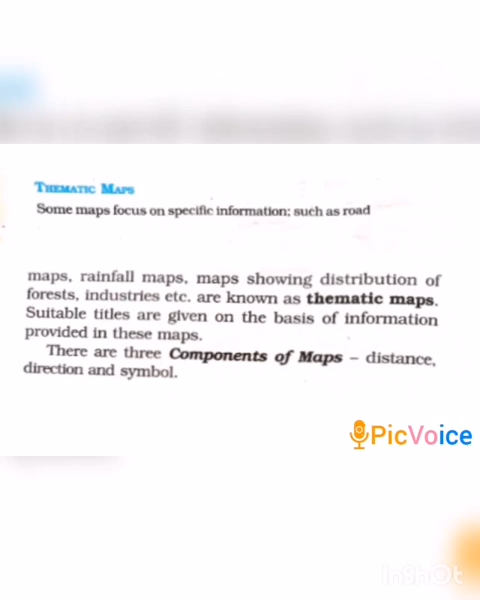 THEMATIC MAPS
Some maps focus on specific information; such as road
maps, rainfall maps, maps showing distribution of
forests, industries etc. are known as thematic maps.
Suitable titles are given on the basis of information
provided in these maps.
There are three Components of Maps – distance,
direction and symbol.
PicVoice
InShOt